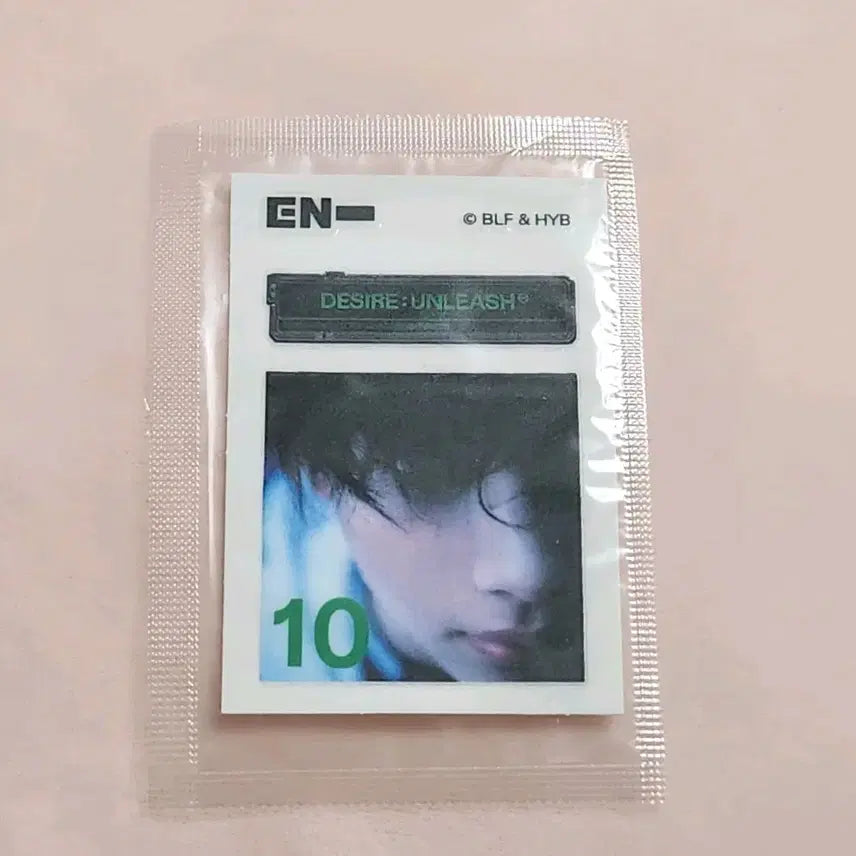 EN-
© BLF & HYB
DESIRE : UNLEASH
10